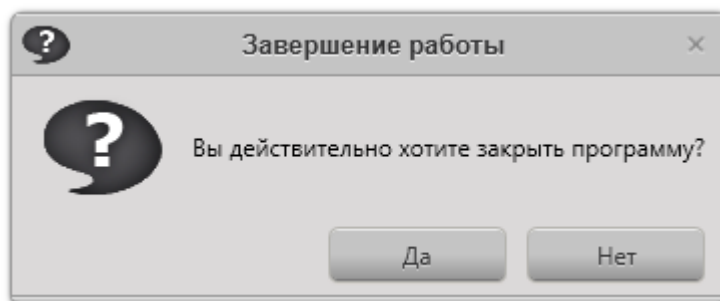 Завершение работы
Вы действительно хотите закрыть программу?
Да
Нет